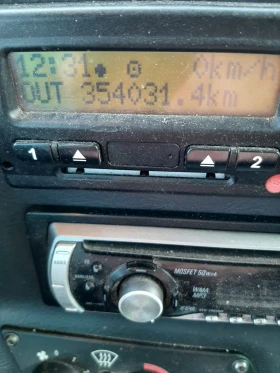 12:31 0km/h
OUT 354031.4km
1 2
MOSFET 50Wx4
WMA
MP3